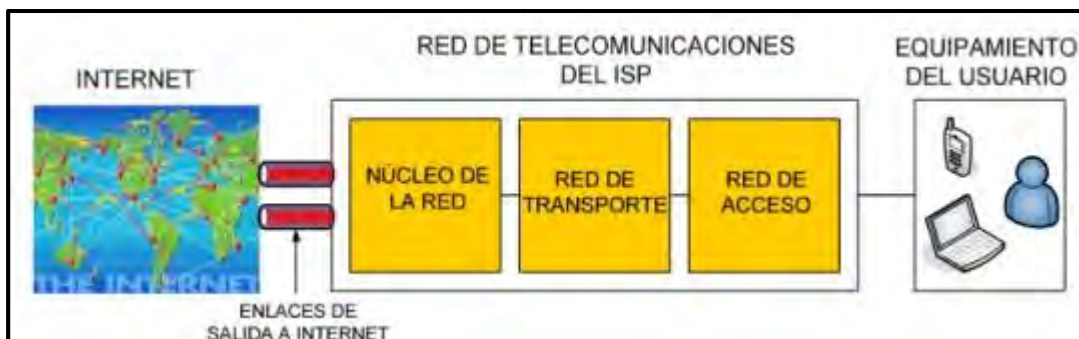 INTERNET
THE INTERNET
ENLACES DE
SALIDA A INTERNET
RED DE TELECOMUNICACIONES
DEL ISP
NÚCLEO DE
LA RED
RED DE
TRANSPORTE
RED DE
ACCESO
EQUIPAMIENTO
DEL USUARIO